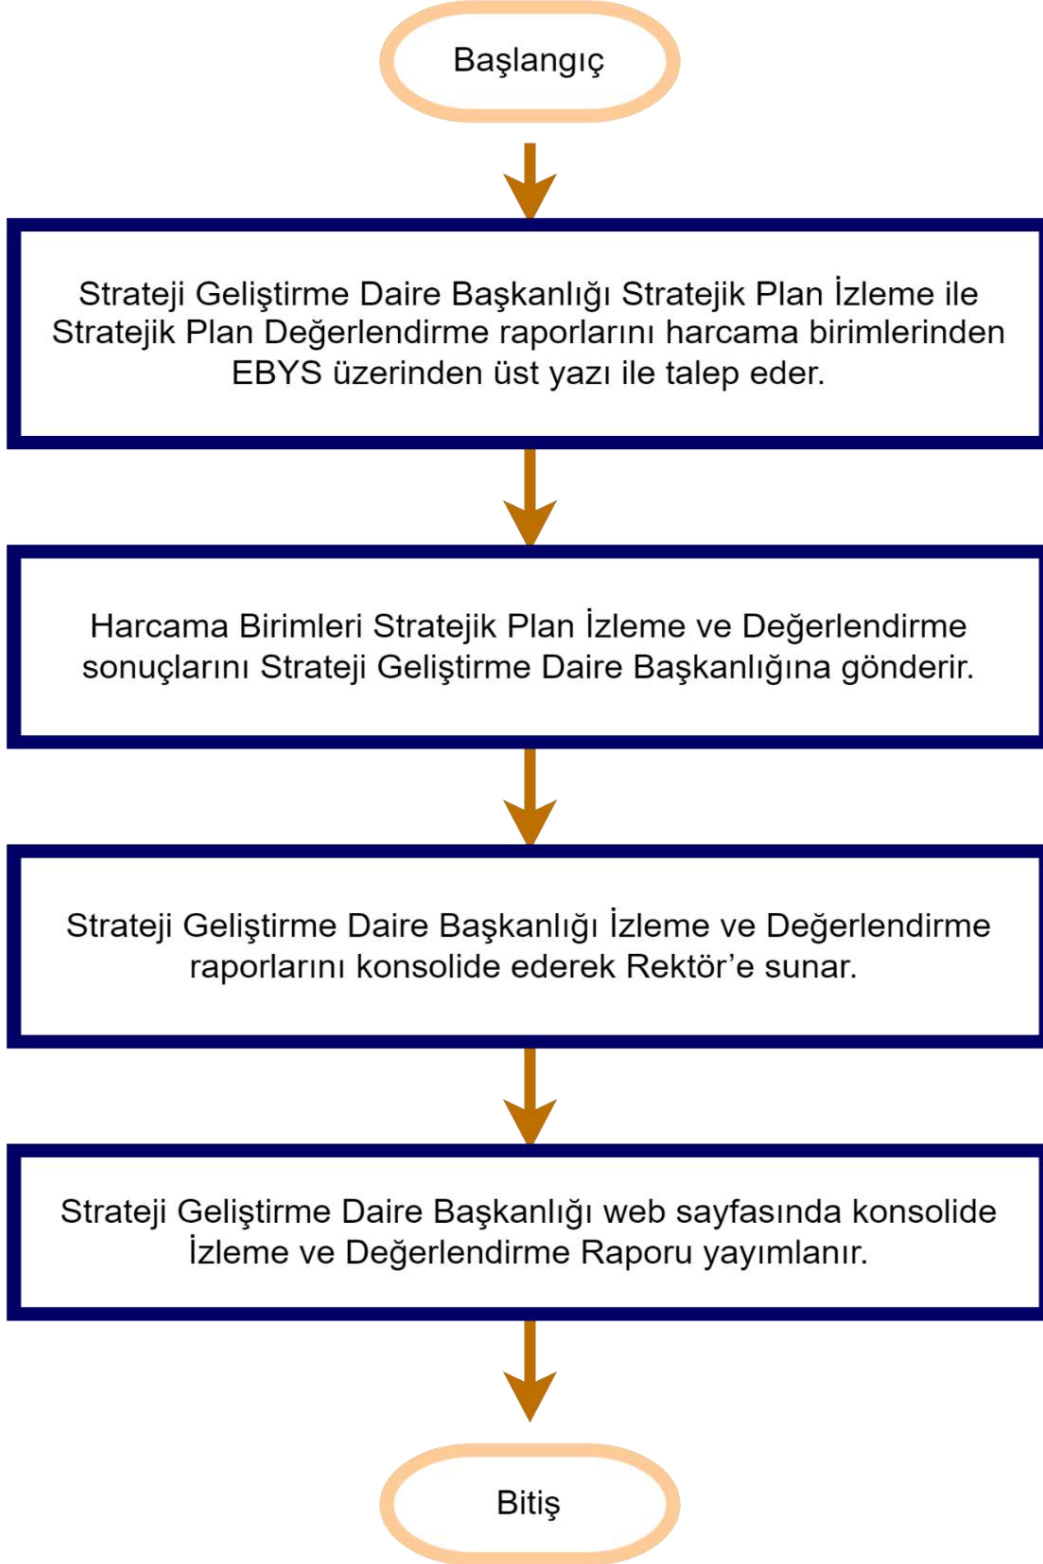 Başlangıç
Strateji Geliştirme Daire Başkanlığı Stratejik Plan İzleme ile
Stratejik Plan Değerlendirme raporlarını harcama birimlerinden
EBYS üzerinden üst yazı ile talep eder.
Harcama Birimleri Stratejik Plan İzleme ve Değerlendirme
sonuçlarını Strateji Geliştirme Daire Başkanlığına gönderir.
Strateji Geliştirme Daire Başkanlığı İzleme ve Değerlendirme
raporlarını konsolide ederek Rektör’e sunar.
Strateji Geliştirme Daire Başkanlığı web sayfasında konsolide
İzleme ve Değerlendirme Raporu yayımlanır.
Bitiş